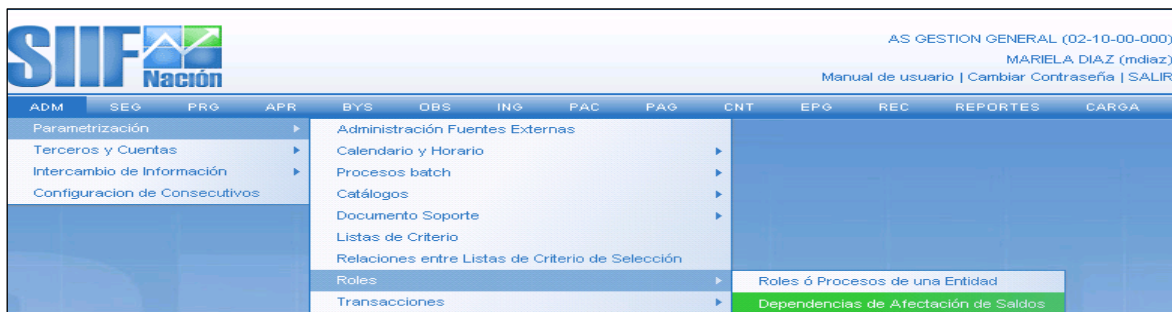 SIIF
Nación
AS GESTION GENERAL (02-10-00-000)
MARIELA DIAZ (mdiaz)
Manual de usuario | Cambiar Contraseña | SALIR
ADM SEG PRG APR BYS OBS ING PAC PAG CNT EPG REC REPORTES CARGA
Parametrización
Terceros y Cuentas
Intercambio de Información
Configuracion de Consecutivos
Administración Fuentes Externas
Calendario y Horario
Procesos batch
Catálogos
Documento Soporte
Listas de Criterio
Relaciones entre Listas de Criterio de Selección
Roles
Transacciones
Roles ó Procesos de una Entidad
Dependencias de Afectación de Saldos